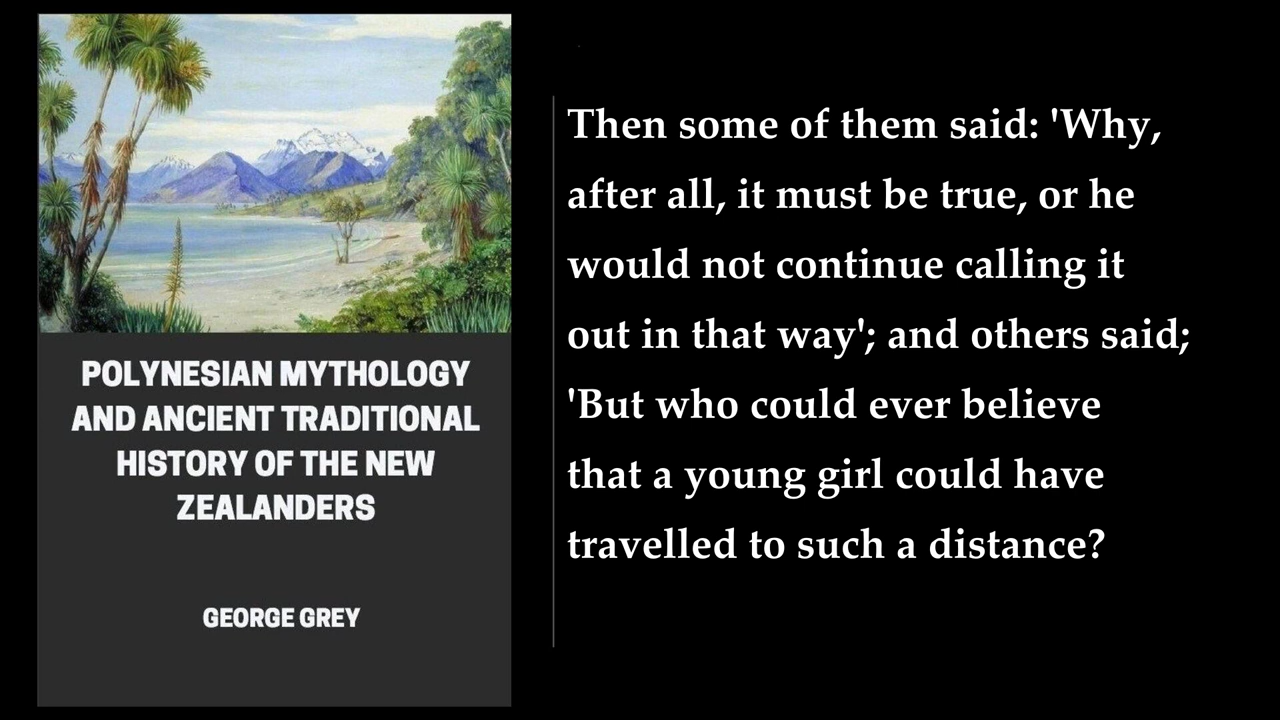 POLYNESIAN MYTHOLOGY
AND ANCIENT TRADITIONAL
HISTORY OF THE NEW
ZEALANDERS
GEORGE GREY
Then some of them said: 'Why,
after all, it must be true, or he
would not continue calling it
out in that way'; and others said;
'But who could ever believe
that a young girl could have
travelled to such a distance?